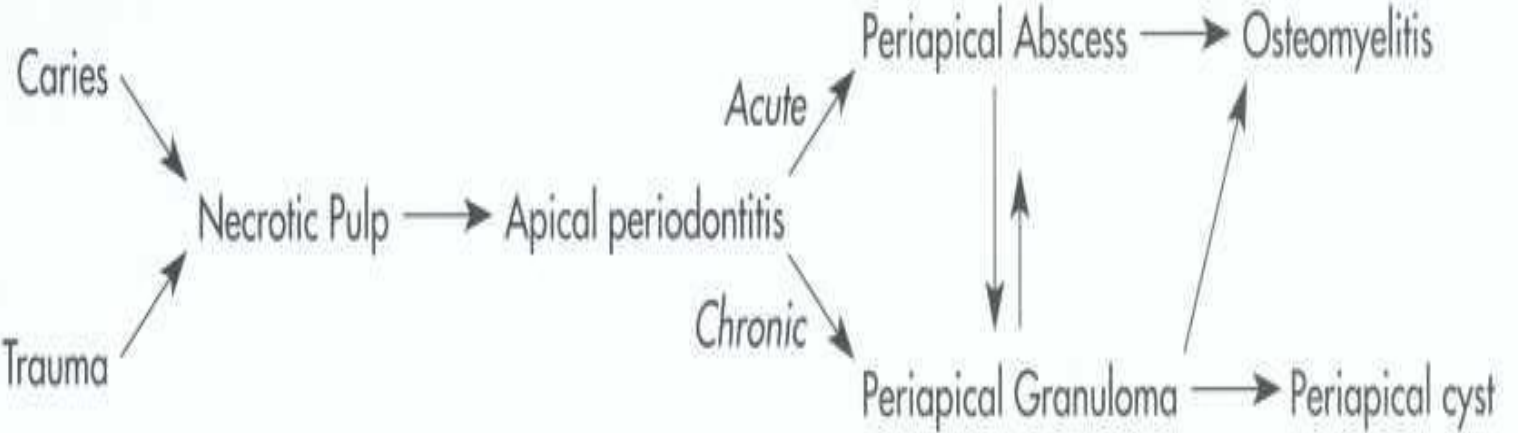 Periapical Abscess Osteomyelitis
Caries
Acute
Necrotic Pulp Apical periodontitis
Chronic
Trauma
Periapical Granuloma Periapical cyst